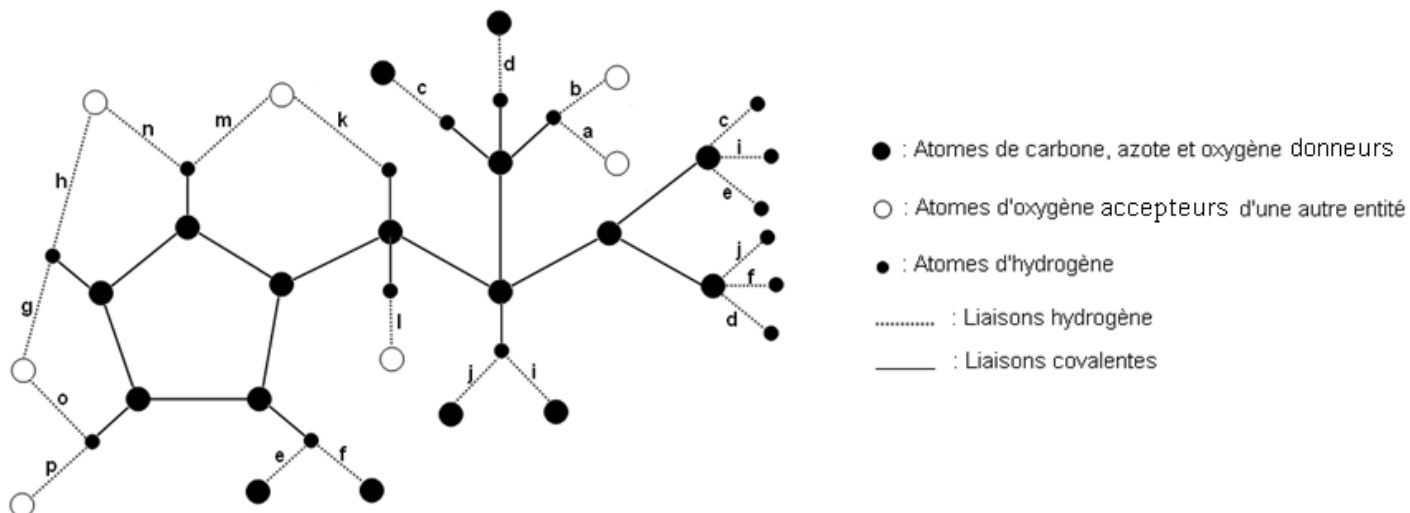 d
c
b
a
n
m
k
c
i
e
h
j
f
d
g
l
o
j
i
p
e
f
: Atomes de carbone, azote et oxygène donneurs
: Atomes d'oxygène accepteurs d'une autre entité
: Atomes d'hydrogène
: Liaisons hydrogène
: Liaisons covalentes